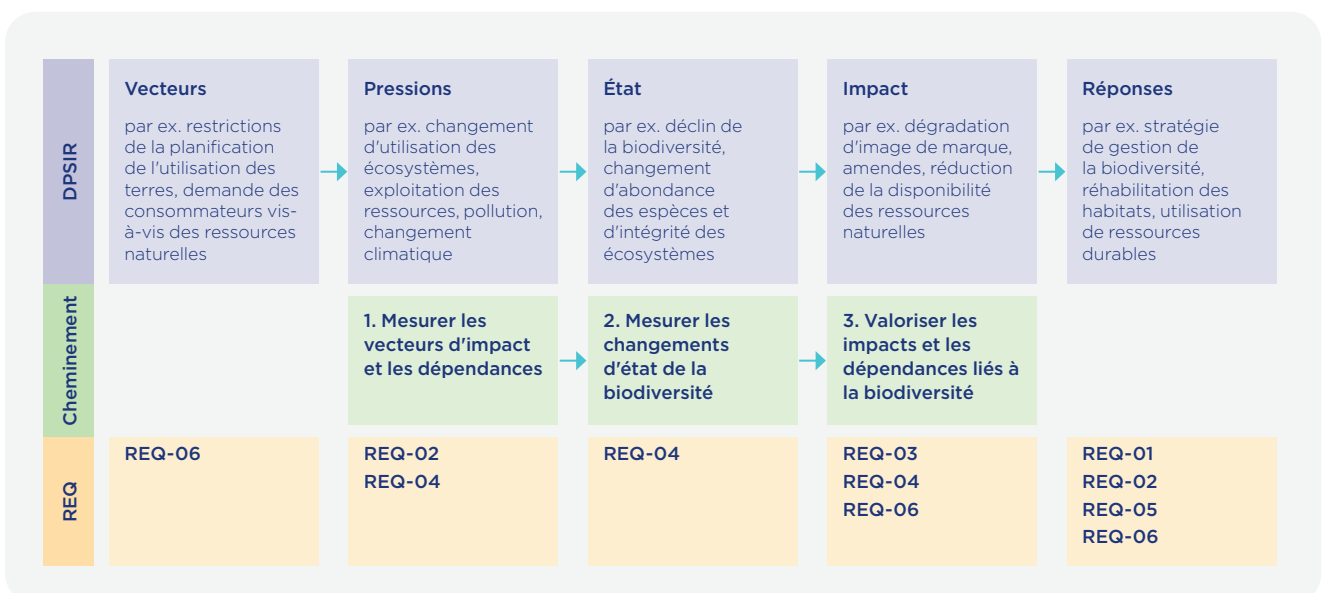 DPSIR
Vecteurs
par ex. restrictions
de la planification
de l'utilisation des
terres, demande des
consommateurs vis-
à-vis des ressources
naturelles
Pressions
par ex. changement
d'utilisation des
écosystèmes,
exploitation des
ressources, pollution,
changement
climatique
État
par ex. déclin de
la biodiversité,
changement
d'abondance
des espèces et
d'intégrité des
écosystèmes
Impact
par ex. dégradation
d'image de marque,
amendes, réduction
de la disponibilité
des ressources
naturelles
Réponses
par ex. stratégie
de gestion de
la biodiversité,
réhabilitation des
habitats, utilisation
de ressources
durables
Cheminement
1. Mesurer les
vecteurs d'impact
et les dépendances
2. Mesurer les
changements
d'état de la
biodiversité
3. Valoriser les
impacts et les
dépendances liés à
la biodiversité
REQ
REQ-06
REQ-02
REQ-04
REQ-04
REQ-03
REQ-04
REQ-06
REQ-01
REQ-02
REQ-05
REQ-06